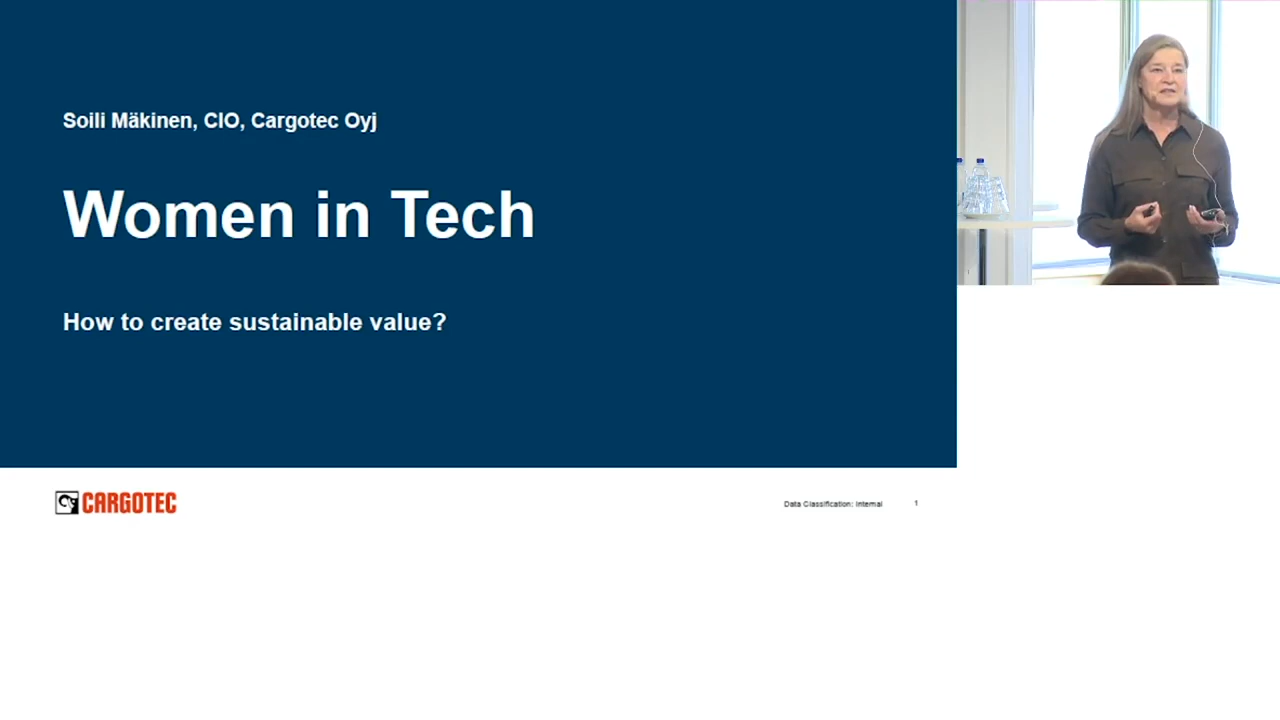 Soili Mäkinen, CIO, Cargotec Oyj
Women in Tech
How to create sustainable value?
CARGOTEC
Data Classification: Internal
1